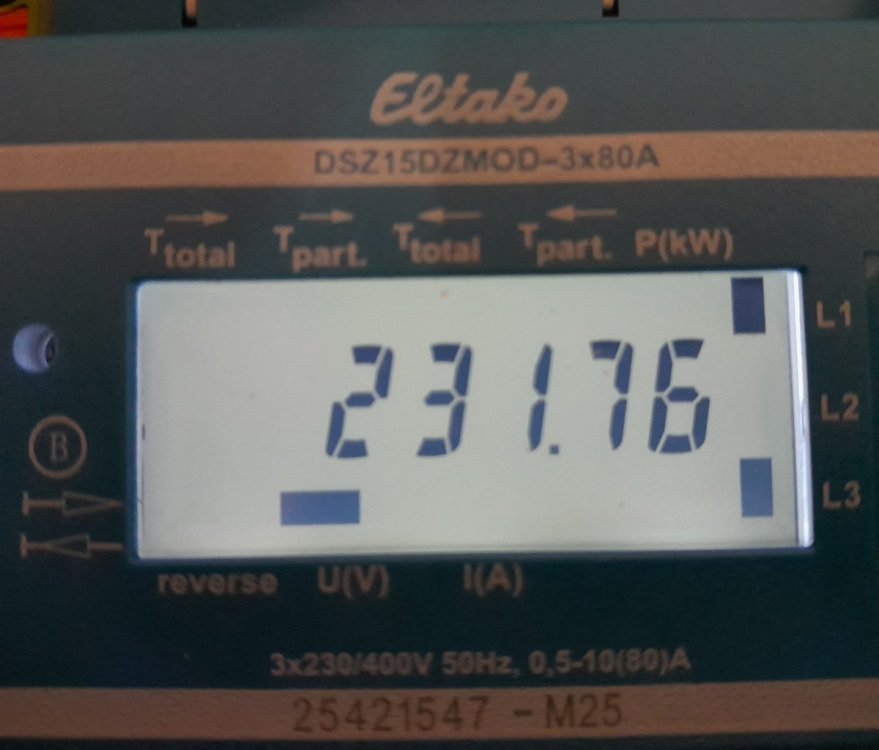 Eltako
DSZ15DZMOD-3x80A
Ttotal Tpart. Ttotal Tpart. P(kW)
L1
231.76
L2
B
L3
reverse U(V) I(A)
3x230/400V 50Hz, 0,5-10(80)A
25421547 - M25